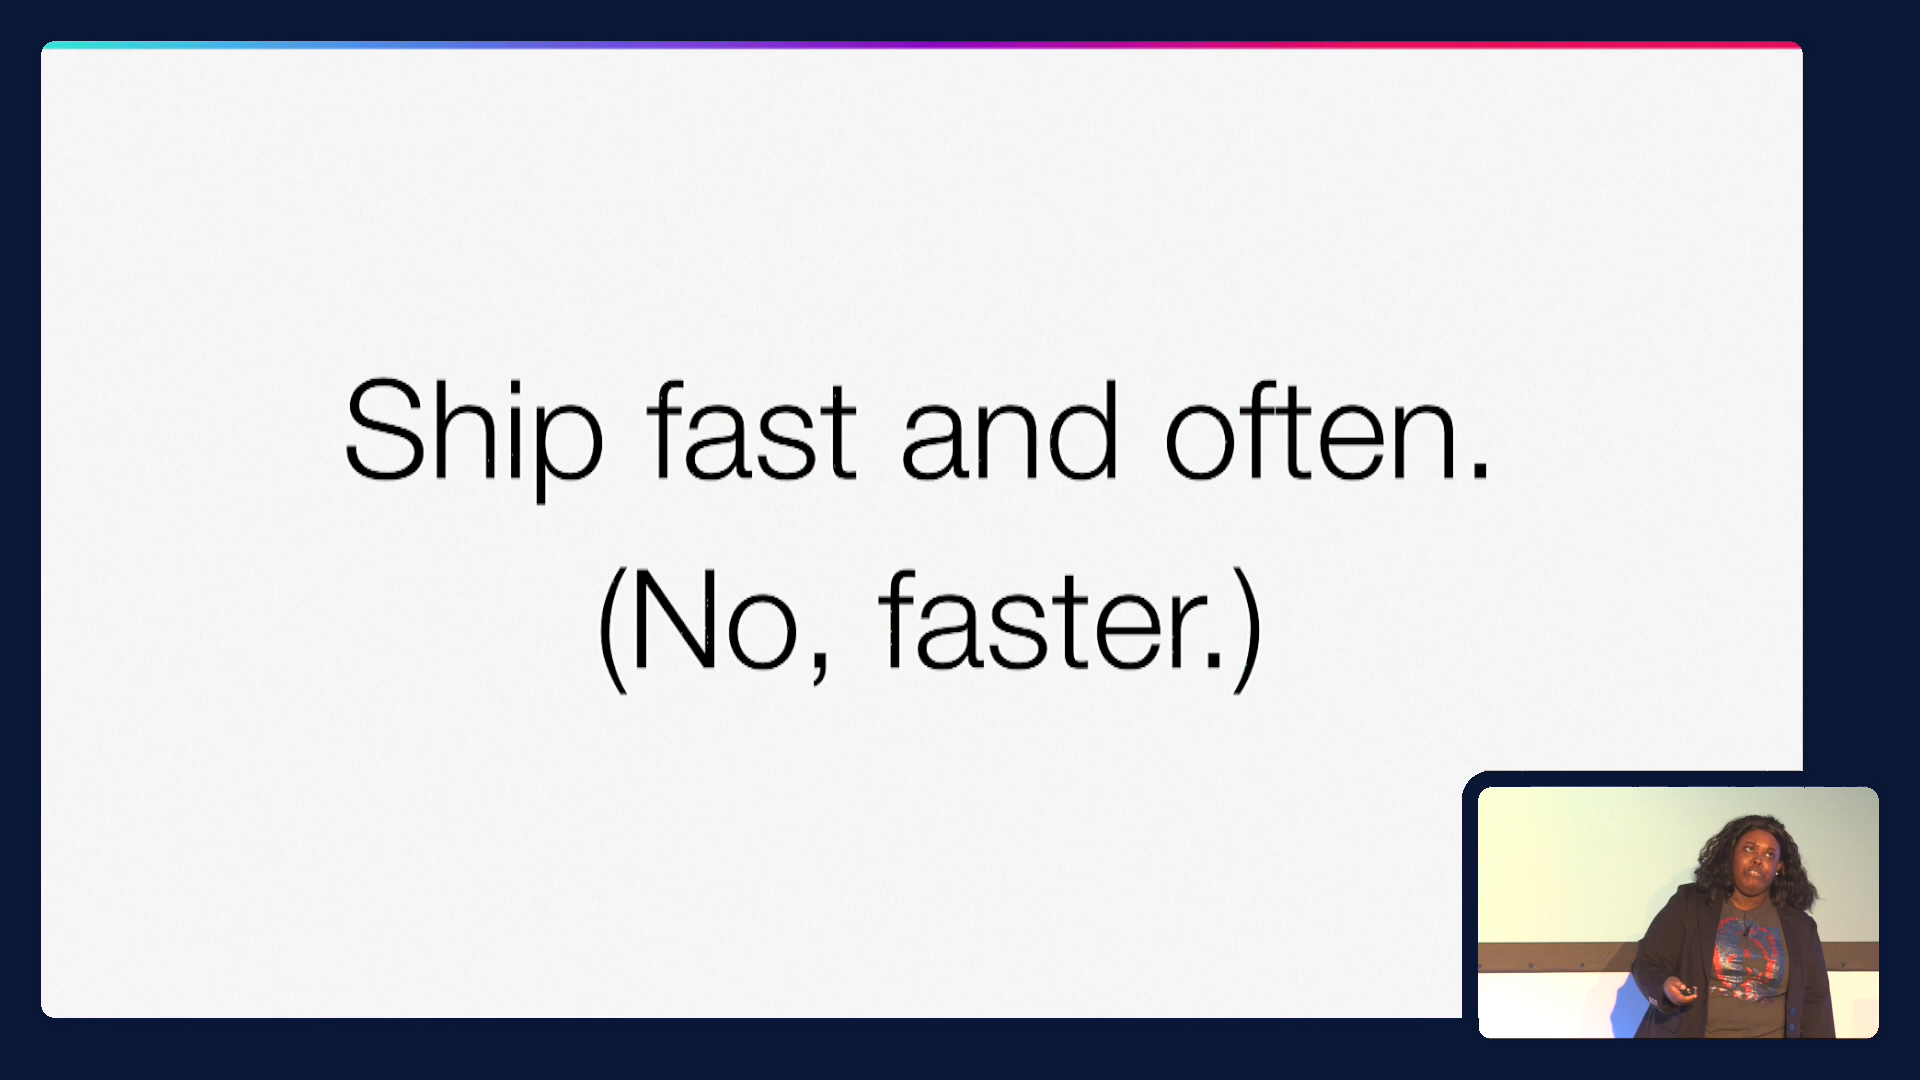 Ship fast and often.
(No, faster.)